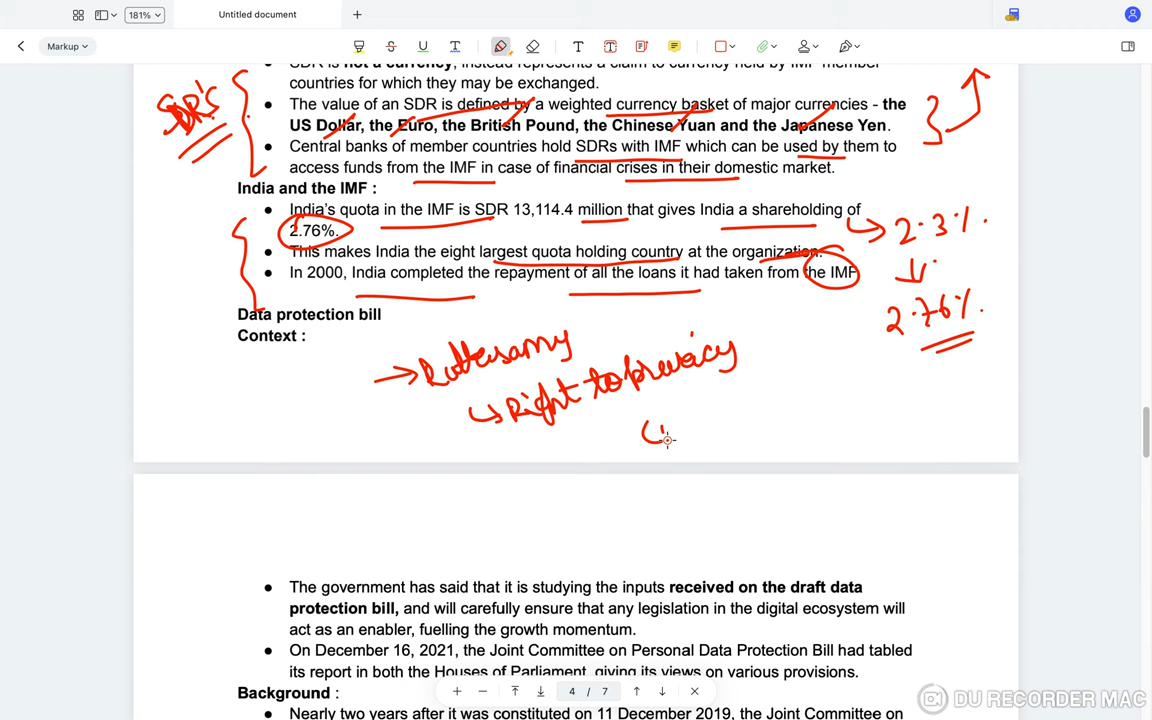 181%
Untitled document
Markup
SDR is not a currency, instead represents a claim to currency held by IMF member
countries for which they may be exchanged.
SDR's
● The value of an SDR is defined by a weighted currency basket of major currencies - the
US Dollar, the Euro, the British Pound, the Chinese Yuan and the Japanese Yen.
● Central banks of member countries hold SDRs with IMF which can be used by them to
access funds from the IMF in case of financial crises in their domestic market.
India and the IMF :
● India's quota in the IMF is SDR 13,114.4 million that gives India a shareholding of
2.76%.
2.3%.
● This makes India the eight largest quota holding country at the organization.
● In 2000, India completed the repayment of all the loans it had taken from the IMF
2.76%.
Data protection bill
Context :
→ Puttusamy
↳ Right to privacy
● The government has said that it is studying the inputs received on the draft data
protection bill, and will carefully ensure that any legislation in the digital ecosystem will
act as an enabler, fuelling the growth momentum.
● On December 16, 2021, the Joint Committee on Personal Data Protection Bill had tabled
its report in both the Houses of Parliament, giving its views on various provisions.
Background :
4 / 7
● Nearly two years after it was constituted on 11 December 2019, the Joint Committee on
DU RECORDER MAC